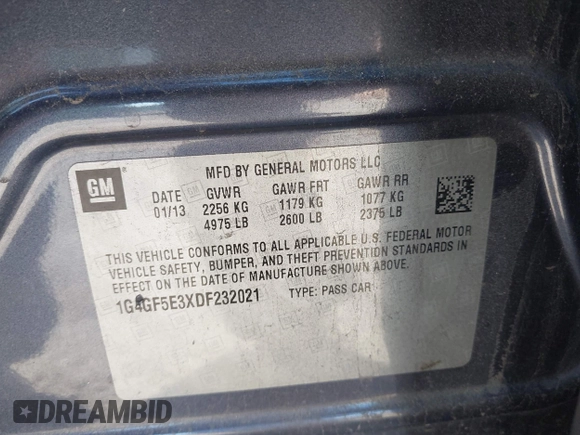 MFD BY GENERAL MOTORS LLC
GM
DATE GVWR GAWR FRT GAWR RR
01/13 2256 KG 1179 KG 1077 KG
4975 LB 2600 LB 2375 LB
THIS VEHICLE CONFORMS TO ALL APPLICABLE U.S. FEDERAL MOTOR
VEHICLE SAFETY, BUMPER, AND THEFT PREVENTION STANDARDS IN
EFFECT ON THE DATE OF MANUFACTURE SHOWN ABOVE.
1G4GF5E3XDF232021 TYPE: PASS CAR
DREAMBID